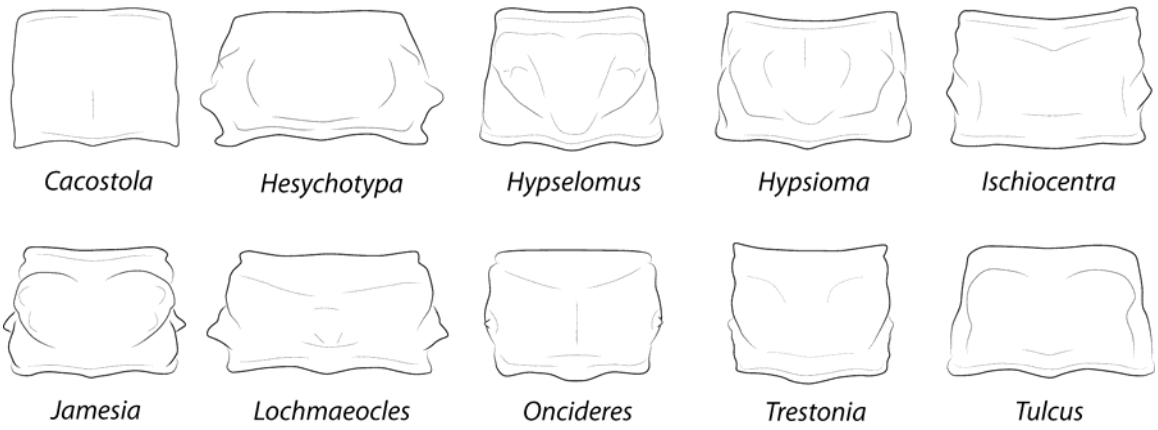 Cacostola
Hesychotypa
Hypselomus
Hypsioma
Ischiocentra
Jamesia
Lochmaeocles
Oncideres
Trestonia
Tulcus